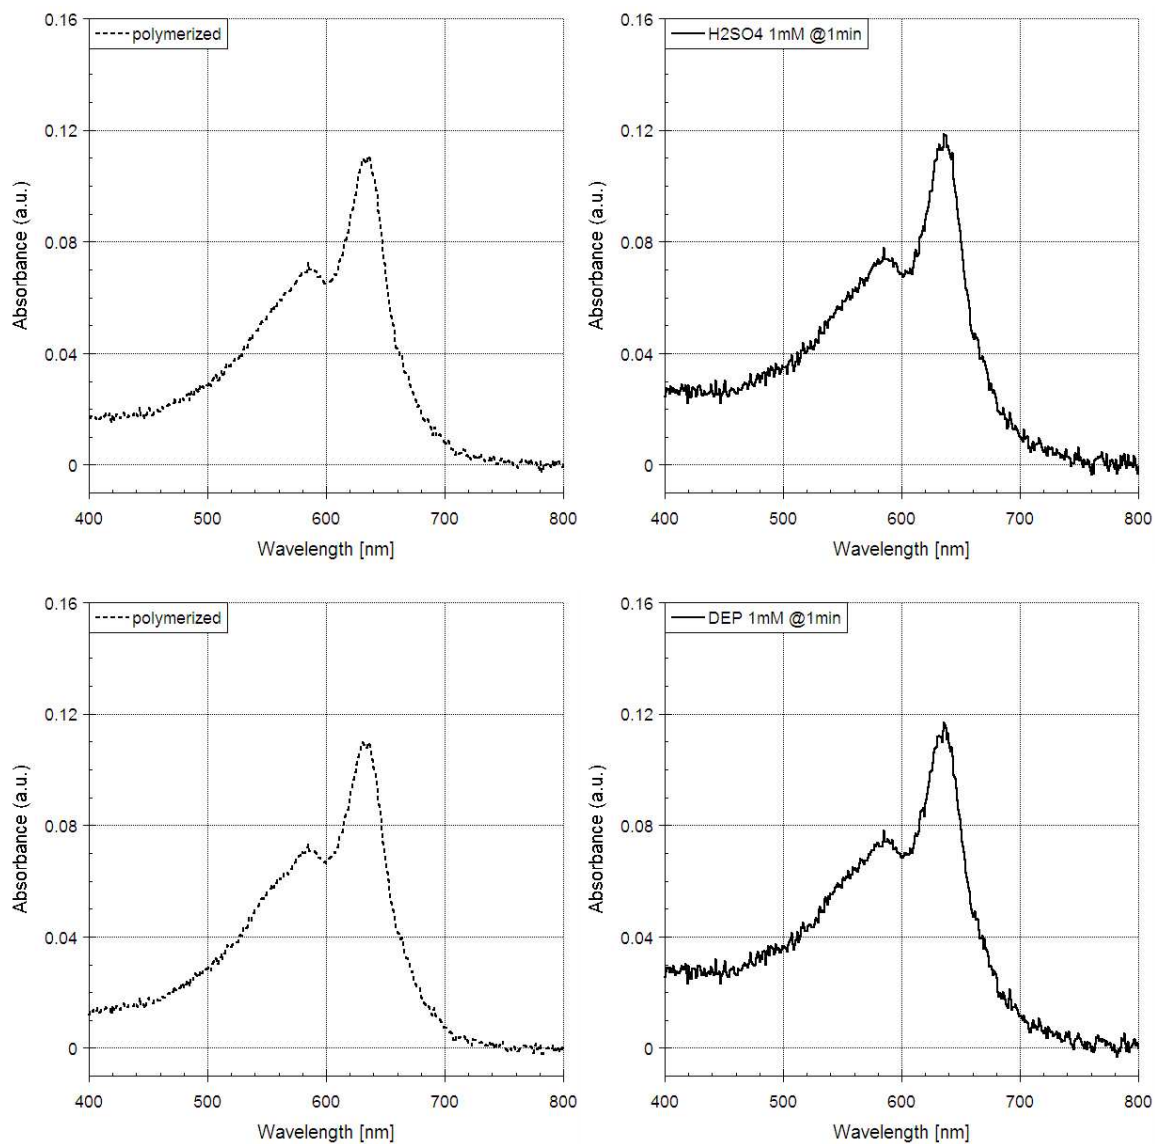 0.16
0.12
0.08
0.04
0
Absorbance (a.u.)
polymerized
400 500 600 700 800
Wavelength [nm]
0.16
0.12
0.08
0.04
0
Absorbance (a.u.)
H2SO4 1mM @1min
400 500 600 700 800
Wavelength [nm]
0.16
0.12
0.08
0.04
0
Absorbance (a.u.)
polymerized
400 500 600 700 800
Wavelength [nm]
0.16
0.12
0.08
0.04
0
Absorbance (a.u.)
DEP 1mM @1min
400 500 600 700 800
Wavelength [nm]